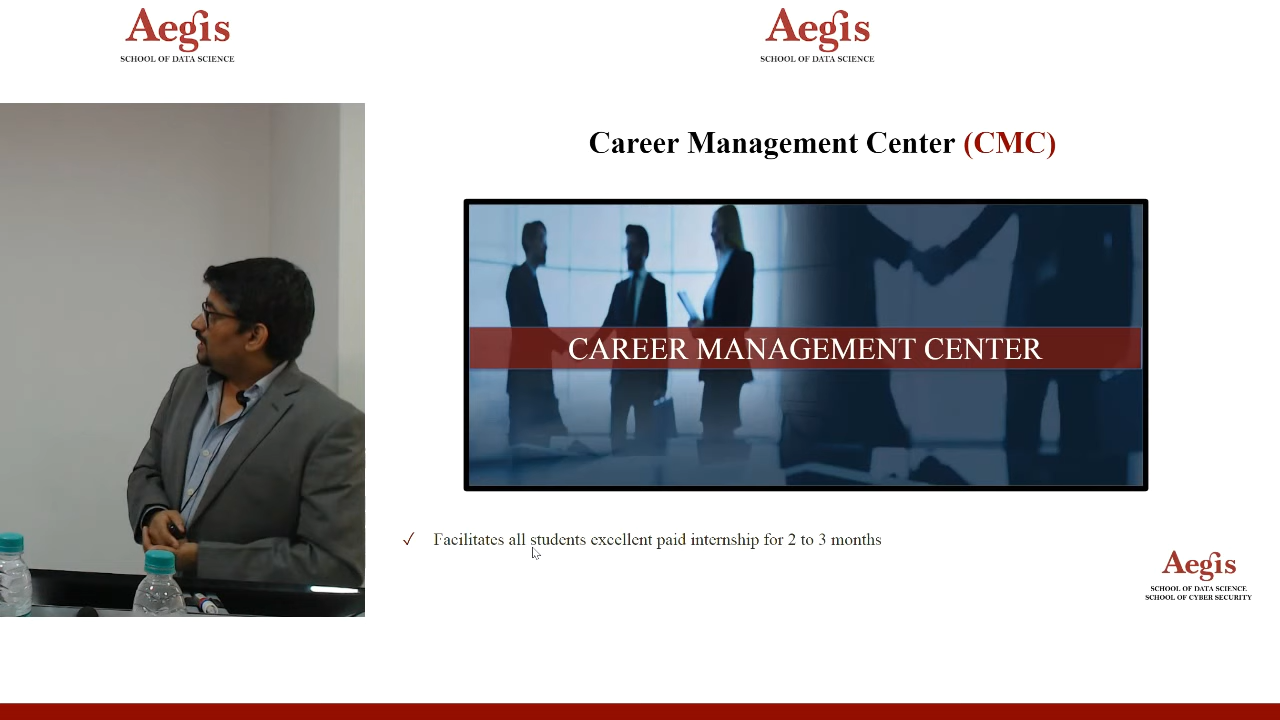 Aegis
SCHOOL OF DATA SCIENCE
Aegis
SCHOOL OF DATA SCIENCE
Career Management Center (CMC)
CAREER MANAGEMENT CENTER
✓ Facilitates all students excellent paid internship for 2 to 3 months
Aegis
SCHOOL OF DATA SCIENCE
SCHOOL OF CYBER SECURITY